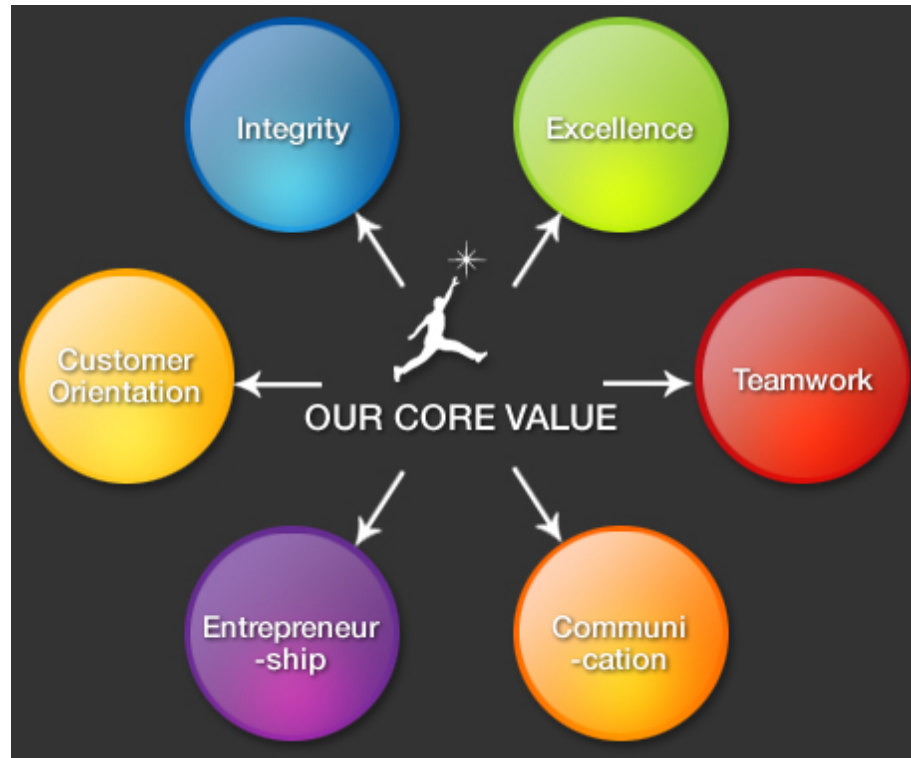 Integrity
Excellence
Customer
Orientation
Teamwork
OUR CORE VALUE
Entrepreneur
-ship
Communi
-cation